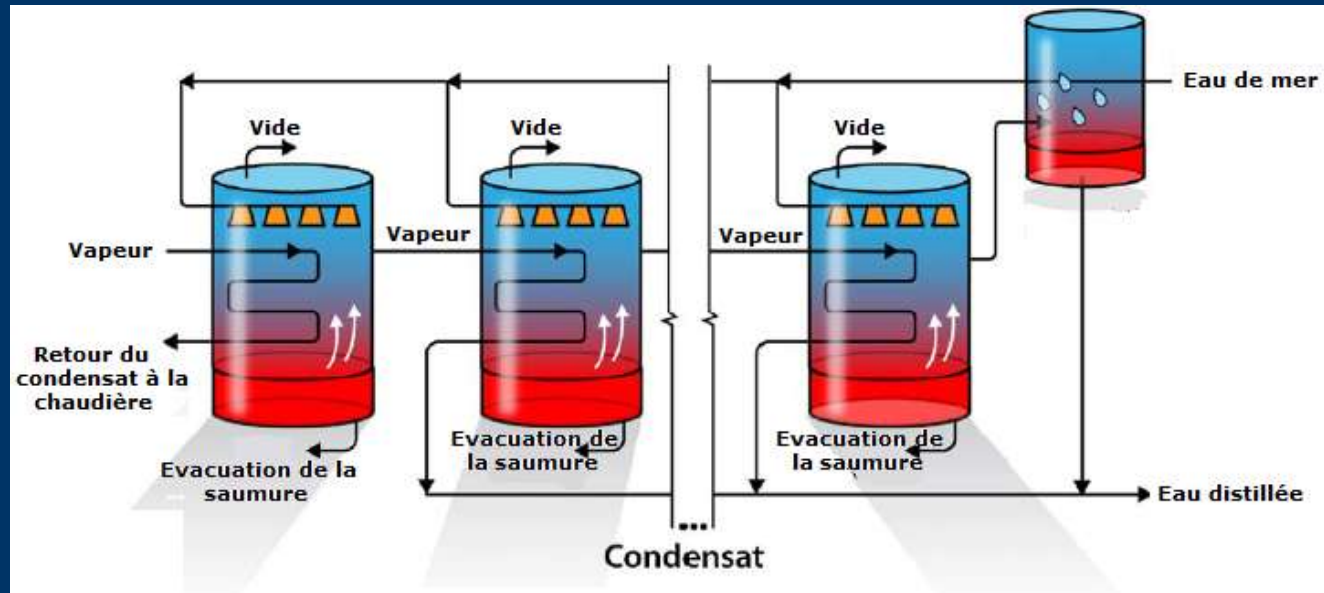 Eau de mer
Vide
Vide
Vide
Vapeur
Vapeur
Vapeur
Retour du
condensat à la
chaudière
Evacuation de la
saumure
Evacuation de
la saumure
Evacuation de
la saumure
Eau distillée
...
Condensat